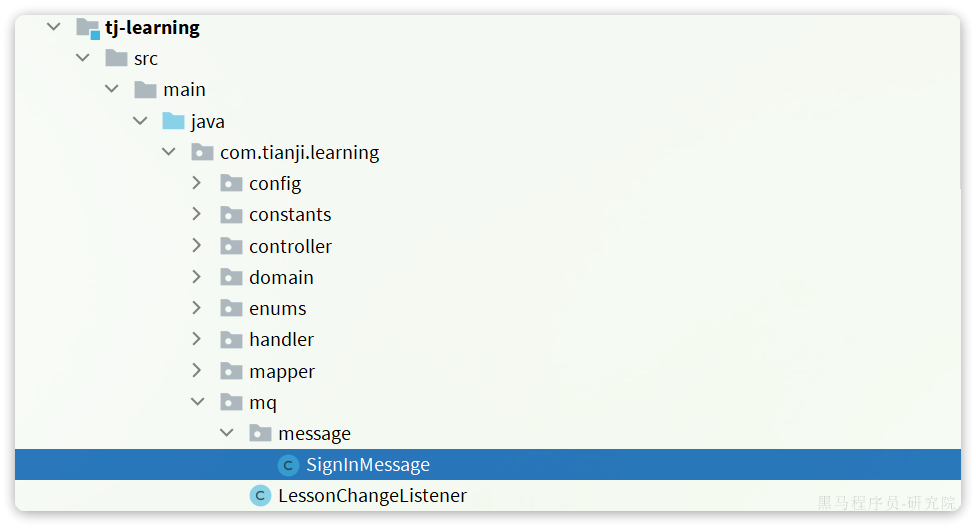 tj-learning
src
main
java
com.tianji.learning
config
constants
controller
domain
enums
handler
mapper
mq
message
C SignInMessage
C LessonChangeListener
黑马程序员-研究院